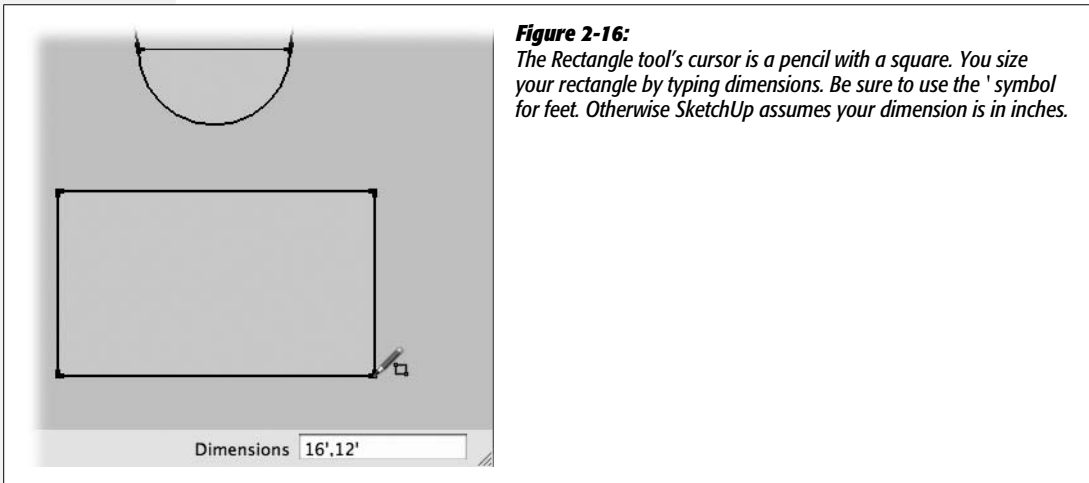 Figure 2-16:
The Rectangle tool's cursor is a pencil with a square. You size
your rectangle by typing dimensions. Be sure to use the ' symbol
for feet. Otherwise SketchUp assumes your dimension is in inches.
Dimensions 16',12'